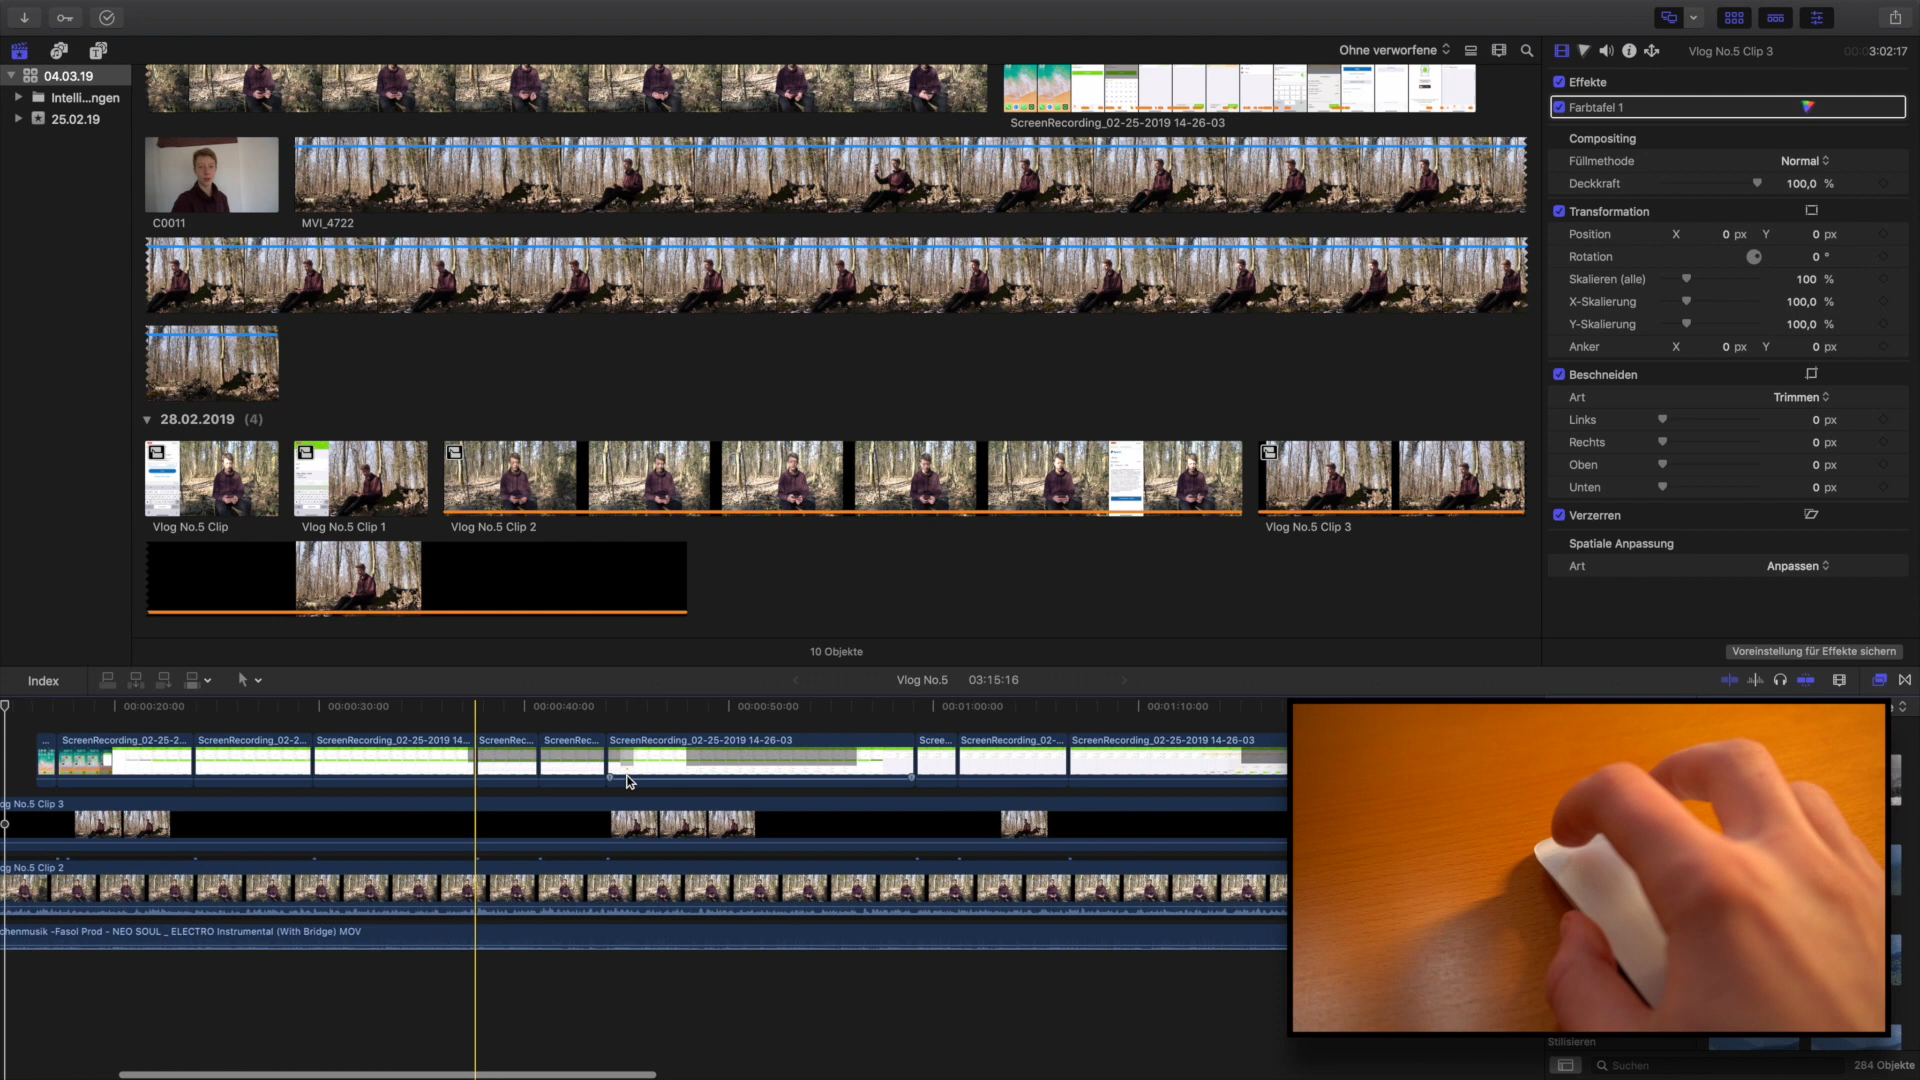 Ohne verworfene
Vlog No.5 Clip 3
00:00:03:02:17
04.03.19
Intelli...ngen
25.02.19
ScreenRecording_02-25-2019 14-26-03
C0011
MVI_4722
28.02.2019 (4)
Vlog No.5 Clip
Vlog No.5 Clip 1
Vlog No.5 Clip 2
Vlog No.5 Clip 3
10 Objekte
Effekte
Farbtafel 1
Compositing
Füllmethode Normal
Deckkraft 100,0 %
Transformation
Position X 0 px Y 0 px
Rotation 0 °
Skalieren (alle) 100 %
X-Skalierung 100,0 %
Y-Skalierung 100,0 %
Anker X 0 px Y 0 px
Beschneiden
Art Trimmen
Links 0 px
Rechts 0 px
Oben 0 px
Unten 0 px
Verzerren
Spatiale Anpassung
Art Anpassen
Voreinstellung für Effekte sichern
Index
Vlog No.5 03:15:16
00:00:20:00 00:00:30:00 00:00:40:00 00:00:50:00 00:01:00:00 00:01:10:00
... ScreenRecording_02-25-2... ScreenRecording_02-2... ScreenRecording_02-25-2019 14... ScreenRec... ScreenRec... ScreenRecording_02-25-2019 14-26-03 Scree... ScreenRecording_02-... ScreenRecording_02-25-2019 14-26-03
og No.5 Clip 3
og No.5 Clip 2
chenmusik -Fasol Prod - NEO SOUL _ ELECTRO Instrumental (With Bridge) MOV
Stilisieren
Suchen
284 Objekte